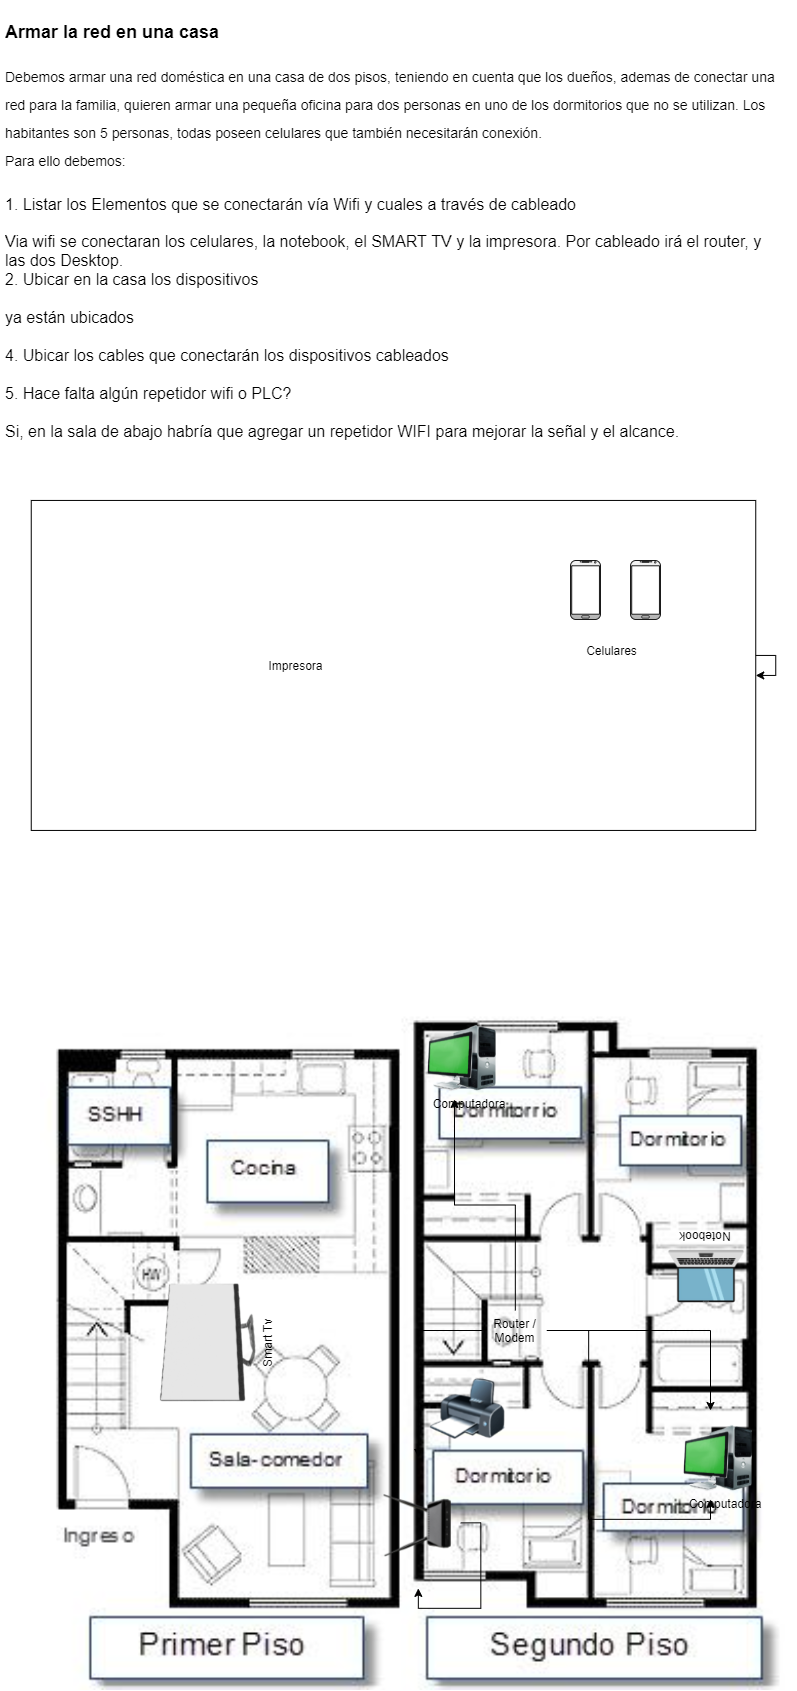 Armar la red en una casa
Debemos armar una red doméstica en una casa de dos pisos, teniendo en cuenta que los dueños, ademas de conectar una
red para la familia, quieren armar una pequeña oficina para dos personas en uno de los dormitorios que no se utilizan. Los
habitantes son 5 personas, todas poseen celulares que también necesitarán conexión.
Para ello debemos:
1. Listar los Elementos que se conectarán vía Wifi y cuales a través de cableado
Via wifi se conectaran los celulares, la notebook, el SMART TV y la impresora. Por cableado irá el router, y
las dos Desktop.
2. Ubicar en la casa los dispositivos
ya están ubicados
4. Ubicar los cables que conectarán los dispositivos cableados
5. Hace falta algún repetidor wifi o PLC?
Si, en la sala de abajo habría que agregar un repetidor WIFI para mejorar la señal y el alcance.
Celulares
Impresora
Computadora
SSHH
Dormitorrio
Dormitorio
Cocina
Notebook
HW
Smart Tv
Router /
Modem
Sala-comedor
Dormitorio
Dormitorio
Computadora
Ingreso
Primer Piso
Segundo Piso